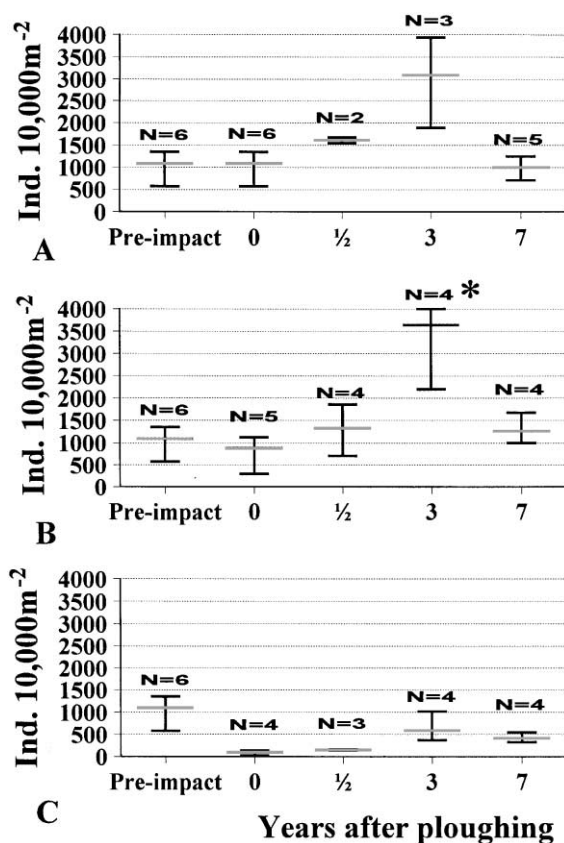 Ind. 10,000m⁻²
4000
3500
3000
2500
2000
1500
1000
500
0
N=6
N=6
N=2
N=3
N=5
Pre-impact 0 ½ 3 7
A
Ind. 10,000m⁻²
4000
3500
3000
2500
2000
1500
1000
500
0
N=6
N=5
N=4
N=4 *
N=4
Pre-impact 0 ½ 3 7
B
Ind. 10,000m⁻²
4000
3500
3000
2500
2000
1500
1000
500
0
N=6
N=4
N=3
N=4
N=4
Pre-impact 0 ½ 3 7
C
Years after ploughing